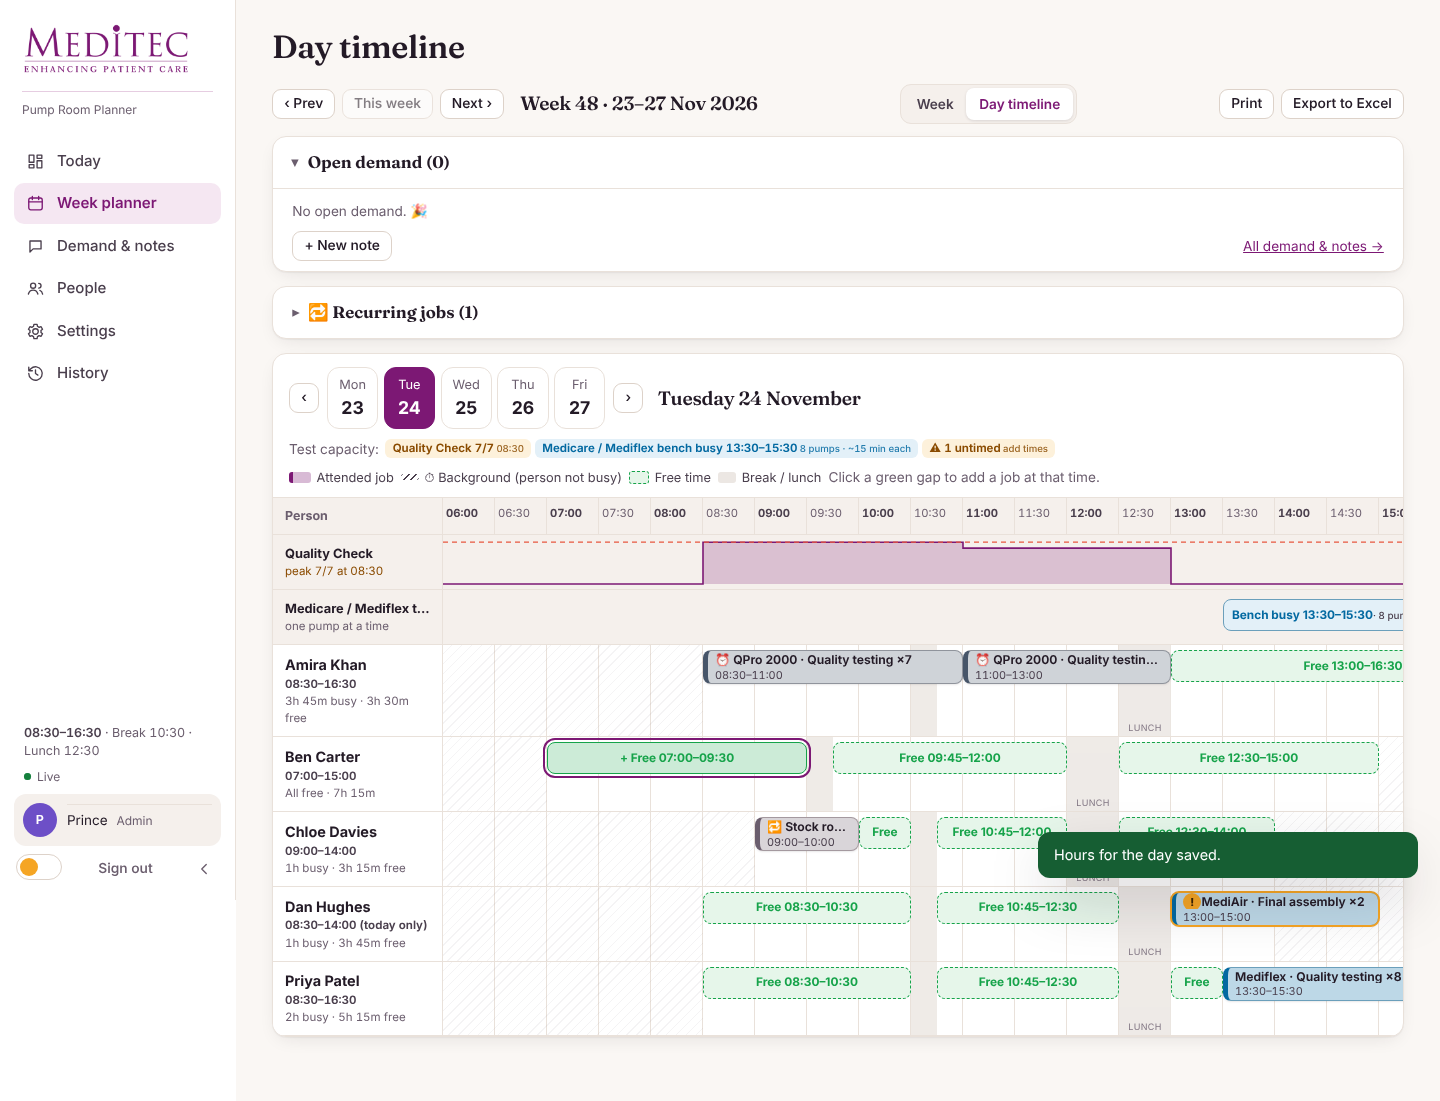 MEDITEC
ENHANCING PATIENT CARE
Pump Room Planner
Today
Week planner
Demand & notes
People
Settings
History
08:30–16:30 · Break 10:30 ·
Lunch 12:30
Live
P Prince Admin
Sign out
Day timeline
‹ Prev This week Next › Week 48 · 23–27 Nov 2026 Week Day timeline Print Export to Excel
▾ Open demand (0)
No open demand. 🎉
+ New note All demand & notes →
▸ 🔁 Recurring jobs (1)
‹ Mon 23 Tue 24 Wed 25 Thu 26 Fri 27 › Tuesday 24 November
Test capacity: Quality Check 7/7 08:30 Medicare / Mediflex bench busy 13:30–15:30 8 pumps · ~15 min each ⚠ 1 untimed add times
Attended job ⏱ Background (person not busy) Free time Break / lunch Click a green gap to add a job at that time.
Person 06:00 06:30 07:00 07:30 08:00 08:30 09:00 09:30 10:00 10:30 11:00 11:30 12:00 12:30 13:00 13:30 14:00 14:30 15:0
Quality Check
peak 7/7 at 08:30
Medicare / Mediflex t…
one pump at a time
Bench busy 13:30–15:30 · 8 pur
Amira Khan
08:30–16:30
3h 45m busy · 3h 30m
free
⏰ QPro 2000 · Quality testing ×7
08:30–11:00
⏰ QPro 2000 · Quality testin…
11:00–13:00
Free 13:00–16:30
LUNCH
Ben Carter
07:00–15:00
All free · 7h 15m
+ Free 07:00–09:30
Free 09:45–12:00
LUNCH
Free 12:30–15:00
Chloe Davies
09:00–14:00
1h busy · 3h 15m free
🔁 Stock ro…
09:00–10:00
Free
Free 10:45–12:00
Free 12:30–14:00
LUNCH
Hours for the day saved.
Dan Hughes
08:30–14:00 (today only)
1h busy · 3h 45m free
Free 08:30–10:30
Free 10:45–12:30
LUNCH
! MediAir · Final assembly ×2
13:00–15:00
Priya Patel
08:30–16:30
2h busy · 5h 15m free
Free 08:30–10:30
Free 10:45–12:30
LUNCH
Free
Mediflex · Quality testing ×8
13:30–15:30